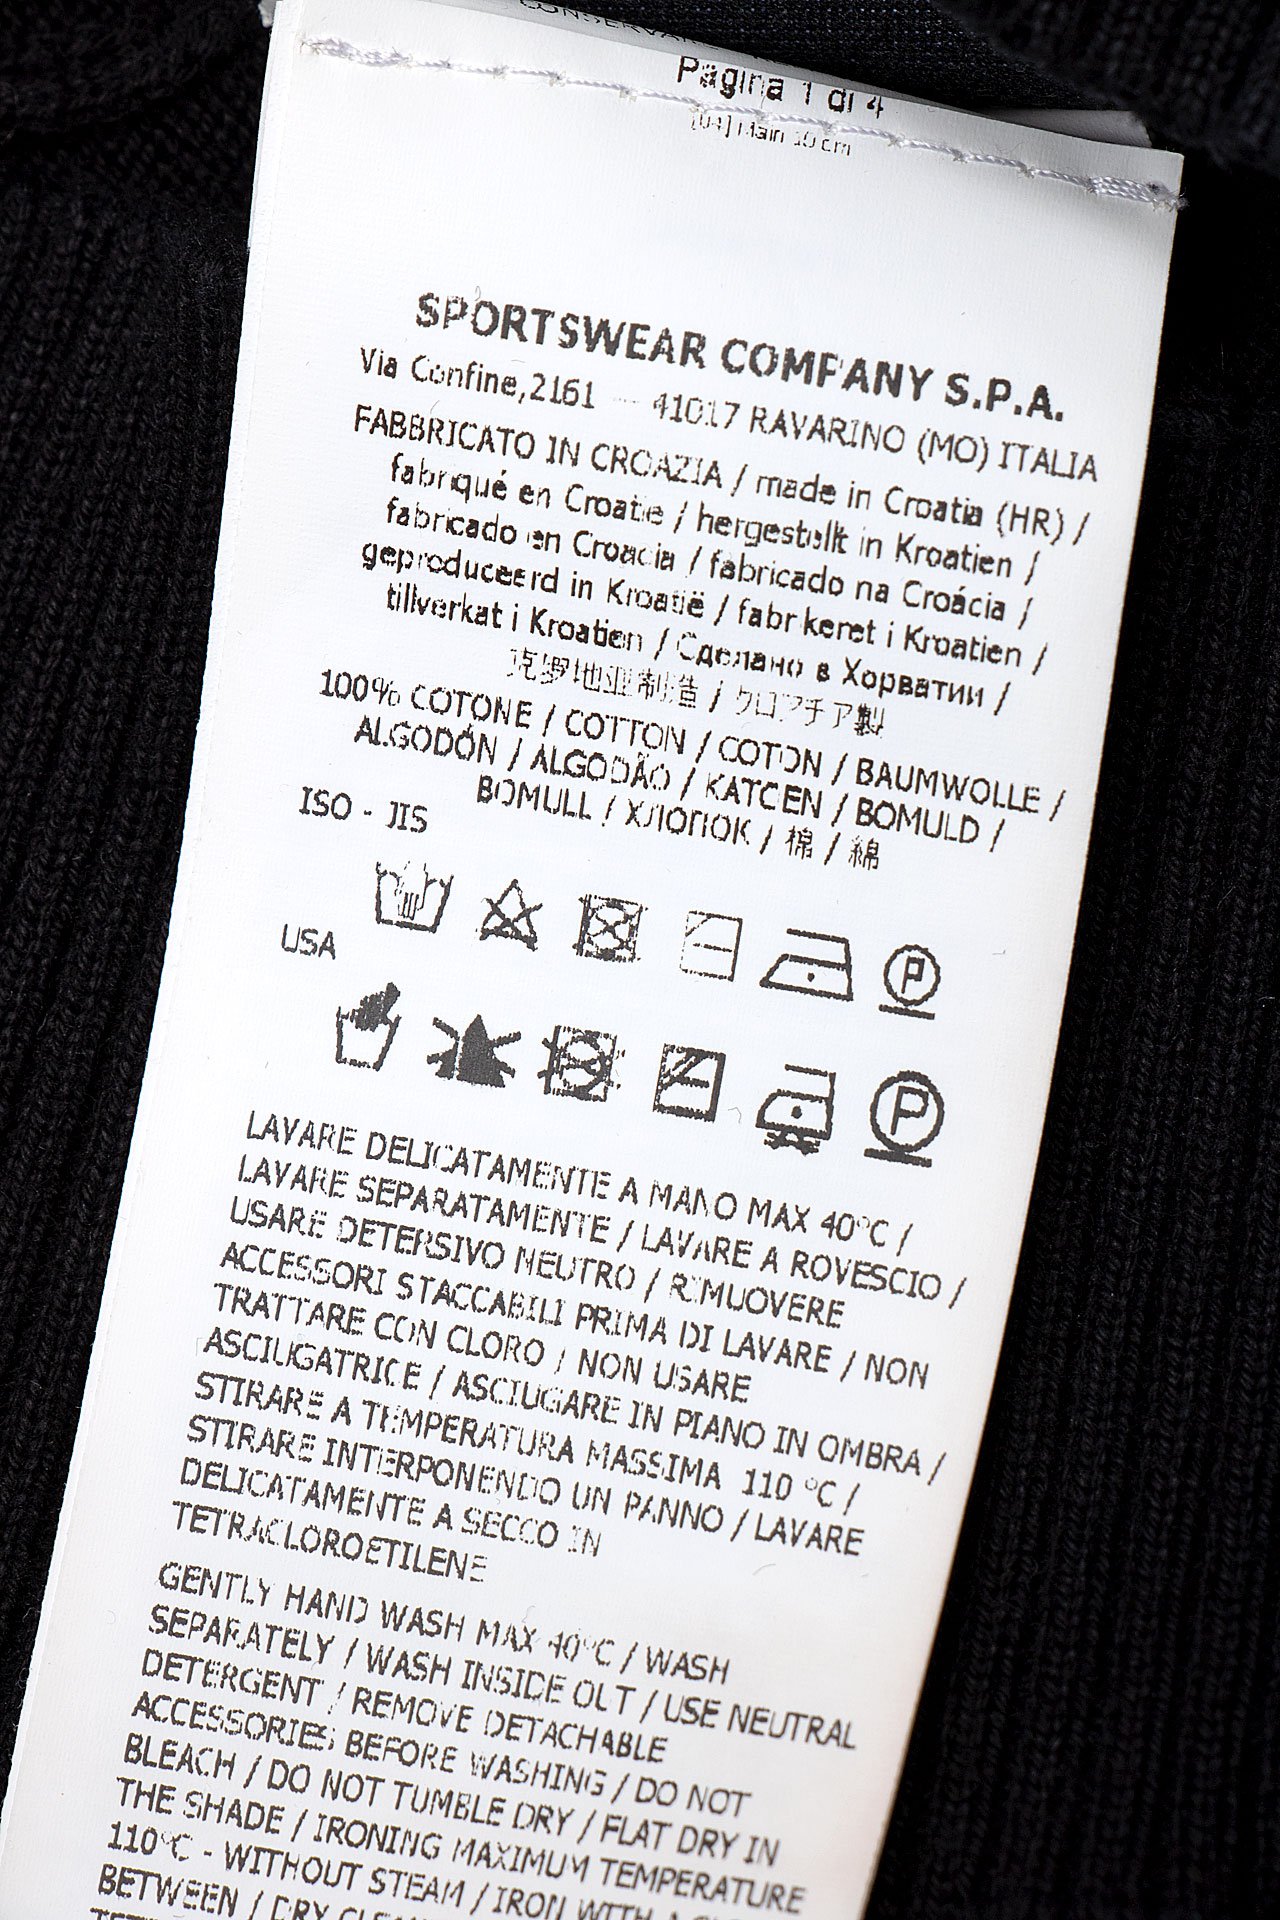 CONSERVARE
Pagina 1 di 4
[04] Main 10 cm
SPORTSWEAR COMPANY S.P.A.
Via Confine,2161 — 41017 RAVARINO (MO) ITALIA
FABBRICATO IN CROAZIA / made in Croatia (HR) /
fabriqué en Croatie / hergestellt in Kroatien /
fabricado en Croacia / fabricado na Croácia /
geproduceerd in Kroatië / fabrikeret i Kroatien /
tillverkat i Kroatien / Сделано в Хорватии /
克罗地亚制造 / クロアチア製
100% COTONE / COTTON / COTON / BAUMWOLLE /
ALGODÓN / ALGODÃO / KATOEN / BOMULD /
BOMULL / ХЛОПОК / 棉 / 綿
ISO - JIS
P
USA
P
LAVARE DELICATAMENTE A MANO MAX 40°C /
LAVARE SEPARATAMENTE / LAVARE A ROVESCIO /
USARE DETERSIVO NEUTRO / RIMUOVERE
ACCESSORI STACCABILI PRIMA DI LAVARE / NON
TRATTARE CON CLORO / NON USARE
ASCIUGATRICE / ASCIUGARE IN PIANO IN OMBRA /
STIRARE A TEMPERATURA MASSIMA 110 °C /
STIRARE INTERPONENDO UN PANNO / LAVARE
DELICATAMENTE A SECCO IN
TETRACLOROETILENE
GENTLY HAND WASH MAX 40°C / WASH
SEPARATELY / WASH INSIDE OUT / USE NEUTRAL
DETERGENT / REMOVE DETACHABLE
ACCESSORIES BEFORE WASHING / DO NOT
BLEACH / DO NOT TUMBLE DRY / FLAT DRY IN
THE SHADE / IRONING MAXIMUM TEMPERATURE
110°C - WITHOUT STEAM / IRON WITH A
BETWEEN / DRY